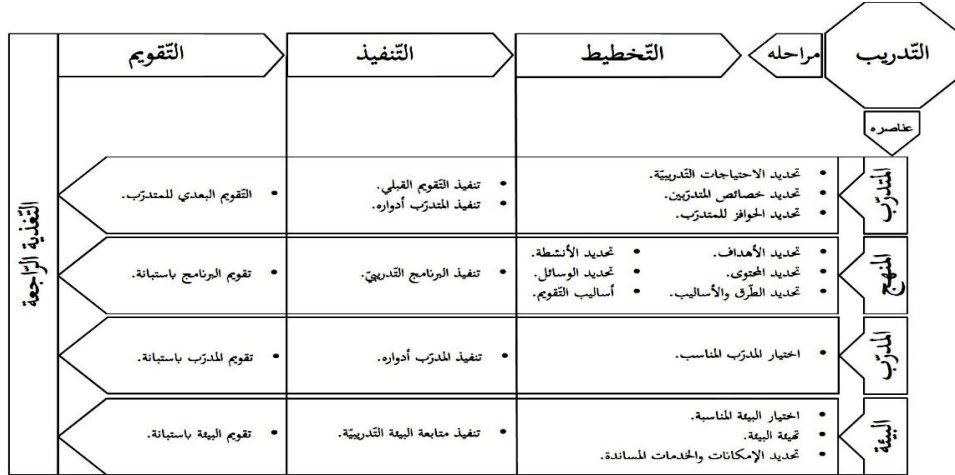 التّدريب
مراحله
التّخطيط
التّنفيذ
التّقويم
عناصره
المتدرّب
• تحديد الاحتياجات التّدريبيّة.
• تحديد خصائص المتدرّبين.
• تحديد الحوافز للمتدرّب.
• تنفيذ التّقويم القبلي.
• تنفيذ المتدرّب أدواره.
• التّقويم البعدي للمتدرّب.
المنهج
• تحديد الأهداف.
• تحديد المحتوى.
• تحديد الطّرق والأساليب.
• تحديد الأنشطة.
• تحديد الوسائل.
• أساليب التّقويم.
• تنفيذ البرنامج التّدريبيّ.
• تقويم البرنامج باستبانة.
المدرّب
• اختيار المدرّب المناسب.
• تنفيذ المدرّب أدواره.
• تقويم المدرّب باستبانة.
البيئة
• اختيار البيئة المناسبة.
• تهيئة البيئة.
• تحديد الإمكانات والخدمات المساندة.
• تنفيذ متابعة البيئة التّدريبيّة.
• تقويم البيئة باستبانة.
التّغذية الرّاجعة